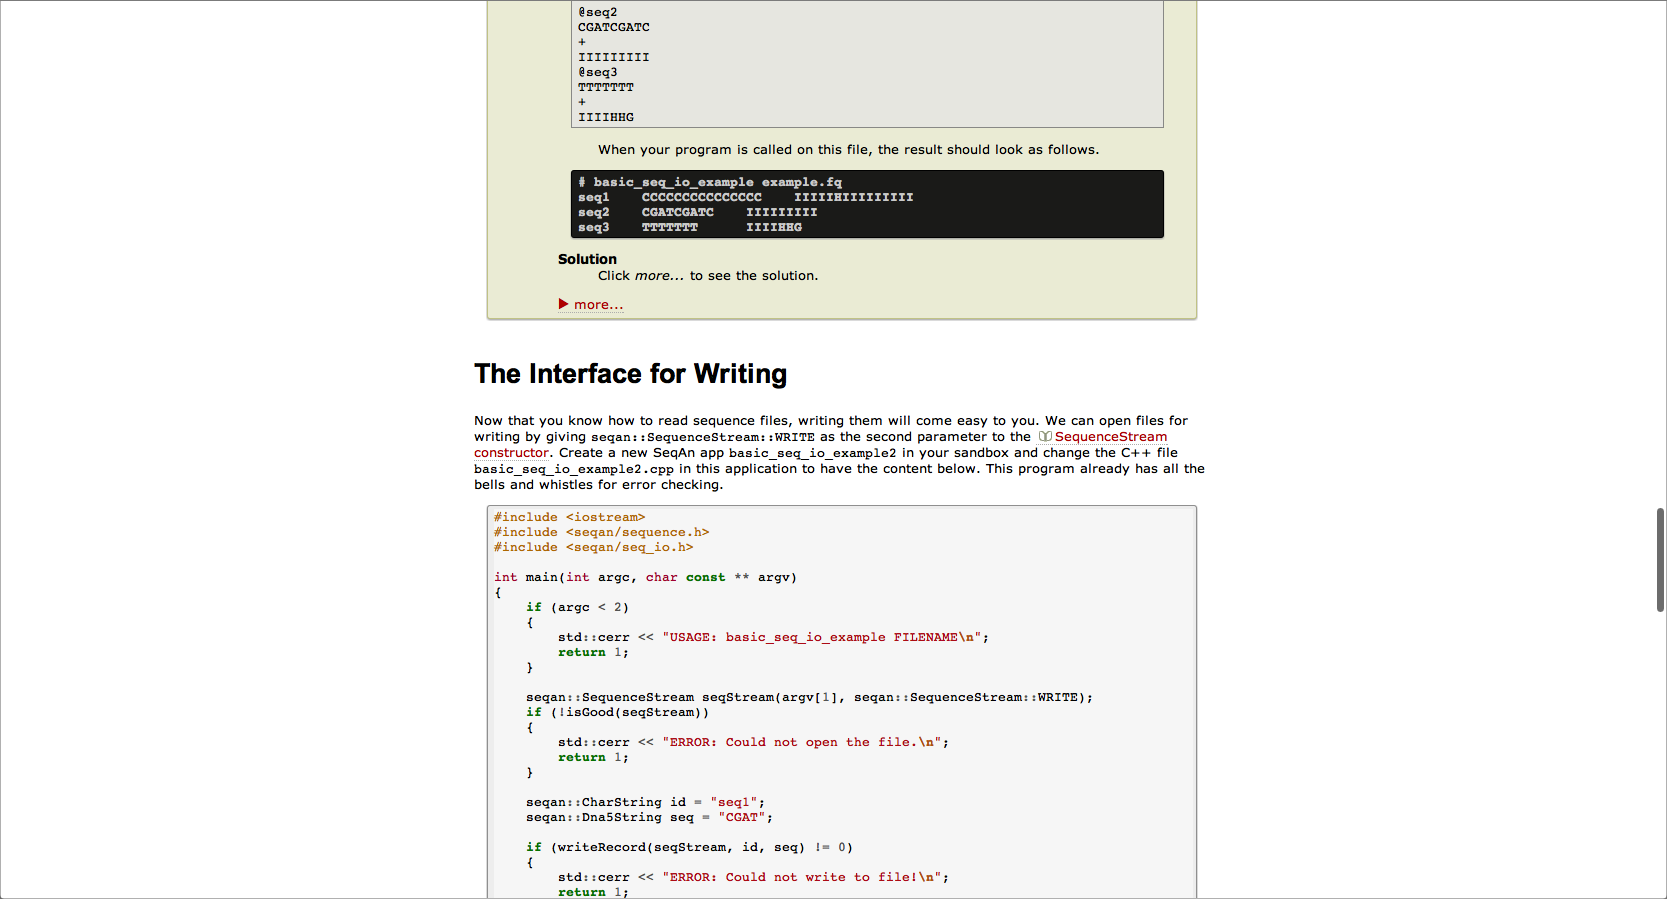 @seq2
CGATCGATC
+
IIIIIIIII
@seq3
TTTTTTT
+
IIIIHHG
When your program is called on this file, the result should look as follows.
# basic_seq_io_example example.fq
seq1    CCCCCCCCCCCCCCC    IIIIIHIIIIIIIII
seq2    CGATCGATC    IIIIIIIII
seq3    TTTTTTT      IIIIHHG
Solution
Click more... to see the solution.
▶ more...
The Interface for Writing
Now that you know how to read sequence files, writing them will come easy to you. We can open files for
writing by giving seqan::SequenceStream::WRITE as the second parameter to the SequenceStream
constructor. Create a new SeqAn app basic_seq_io_example2 in your sandbox and change the C++ file
basic_seq_io_example2.cpp in this application to have the content below. This program already has all the
bells and whistles for error checking.
#include <iostream>
#include <seqan/sequence.h>
#include <seqan/seq_io.h>
int main(int argc, char const ** argv)
{
    if (argc < 2)
    {
        std::cerr << "USAGE: basic_seq_io_example FILENAME\n";
        return 1;
    }
    seqan::SequenceStream seqStream(argv[1], seqan::SequenceStream::WRITE);
    if (!isGood(seqStream))
    {
        std::cerr << "ERROR: Could not open the file.\n";
        return 1;
    }
    seqan::CharString id = "seq1";
    seqan::Dna5String seq = "CGAT";
    if (writeRecord(seqStream, id, seq) != 0)
    {
        std::cerr << "ERROR: Could not write to file!\n";
        return 1;